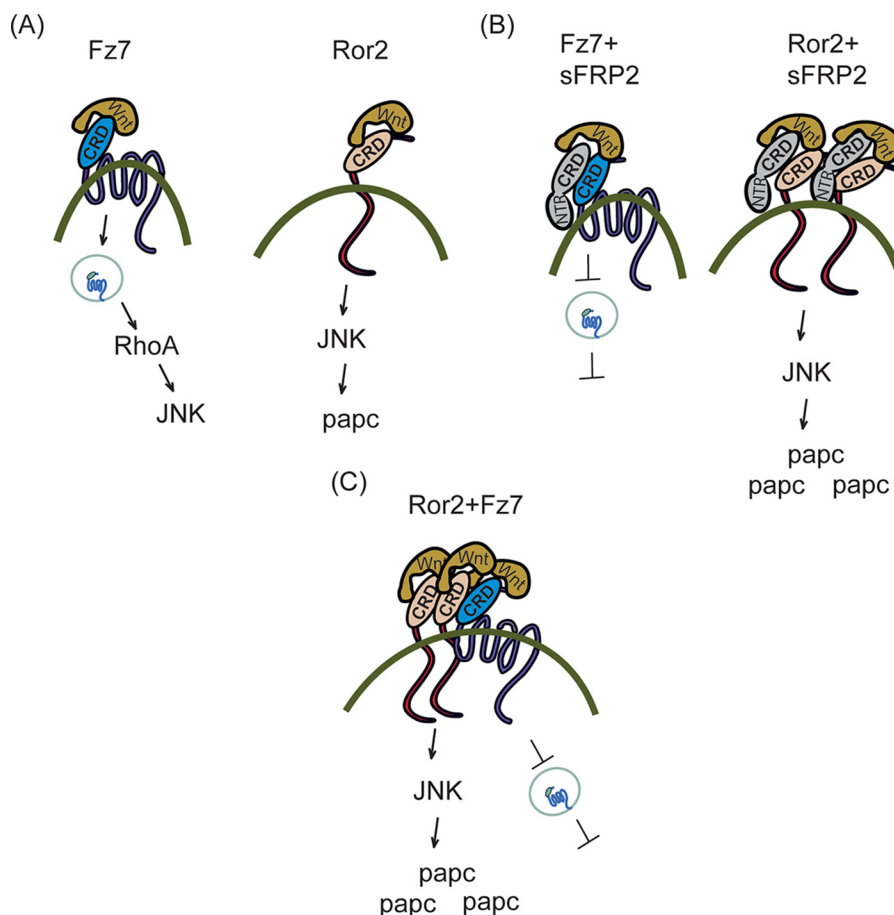 (A)
Fz7
Ror2
Wnt
CRD
Wnt
CRD
RhoA
JNK
JNK
papc
(B)
Fz7+
sFRP2
Ror2+
sFRP2
Wnt
CRD
CRD
NTR
Wnt
Wnt
CRD
CRD
CRD
CRD
NTR
NTR
JNK
papc
papc papc
(C)
Ror2+Fz7
Wnt
Wnt
Wnt
CRD
CRD
CRD
JNK
papc
papc papc